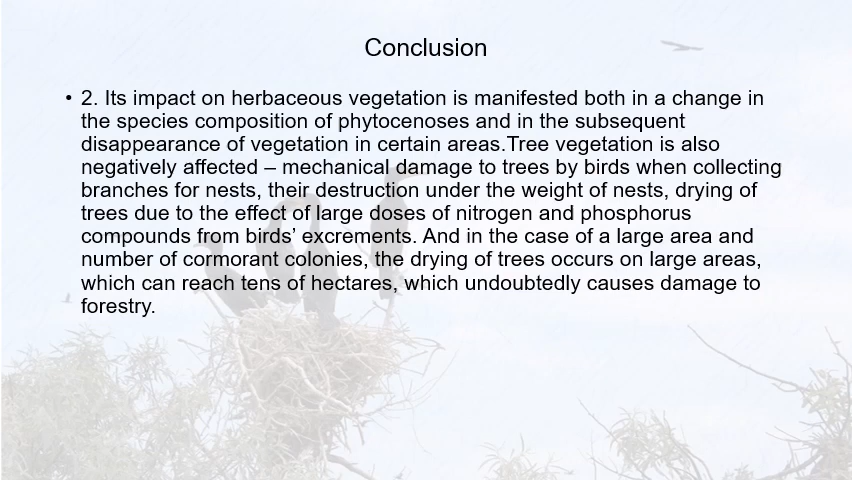 Conclusion
• 2. Its impact on herbaceous vegetation is manifested both in a change in
the species composition of phytocenoses and in the subsequent
disappearance of vegetation in certain areas.Tree vegetation is also
negatively affected – mechanical damage to trees by birds when collecting
branches for nests, their destruction under the weight of nests, drying of
trees due to the effect of large doses of nitrogen and phosphorus
compounds from birds’ excrements. And in the case of a large area and
number of cormorant colonies, the drying of trees occurs on large areas,
which can reach tens of hectares, which undoubtedly causes damage to
forestry.